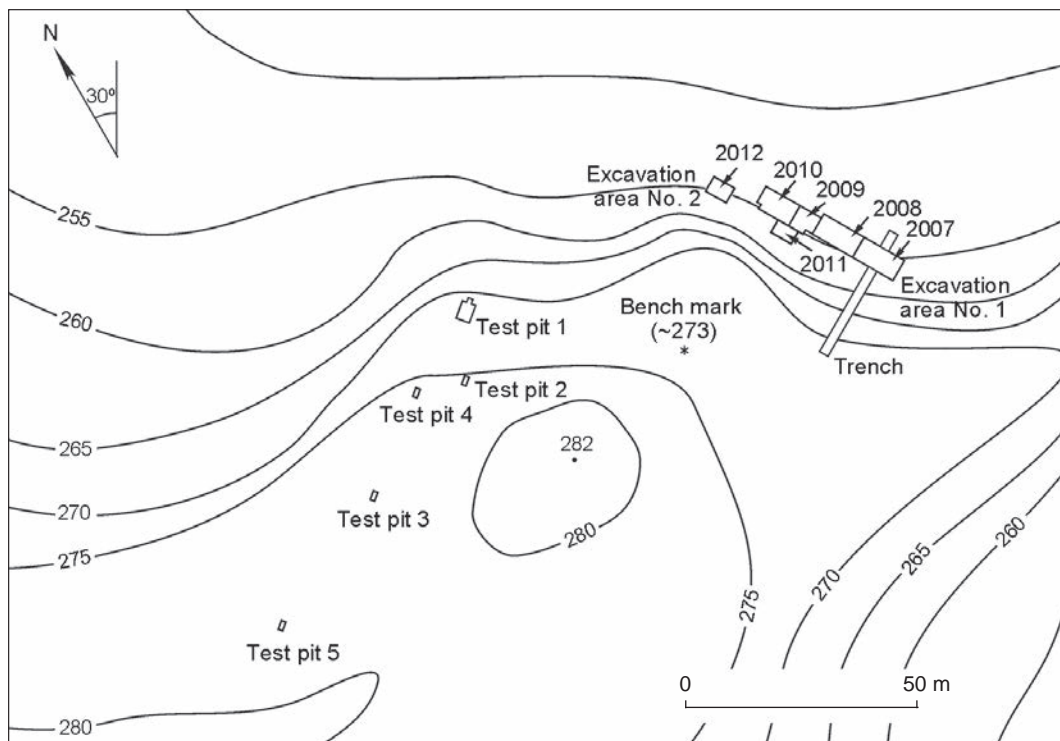 N
30º
2012
2010
2009
2008
2007
2011
Excavation
area No. 2
Excavation
area No. 1
Trench
Bench mark
(~273)
*
Test pit 1
Test pit 2
Test pit 4
Test pit 3
Test pit 5
255
260
265
270
275
280
282
280
275
270
265
260
0
50 m